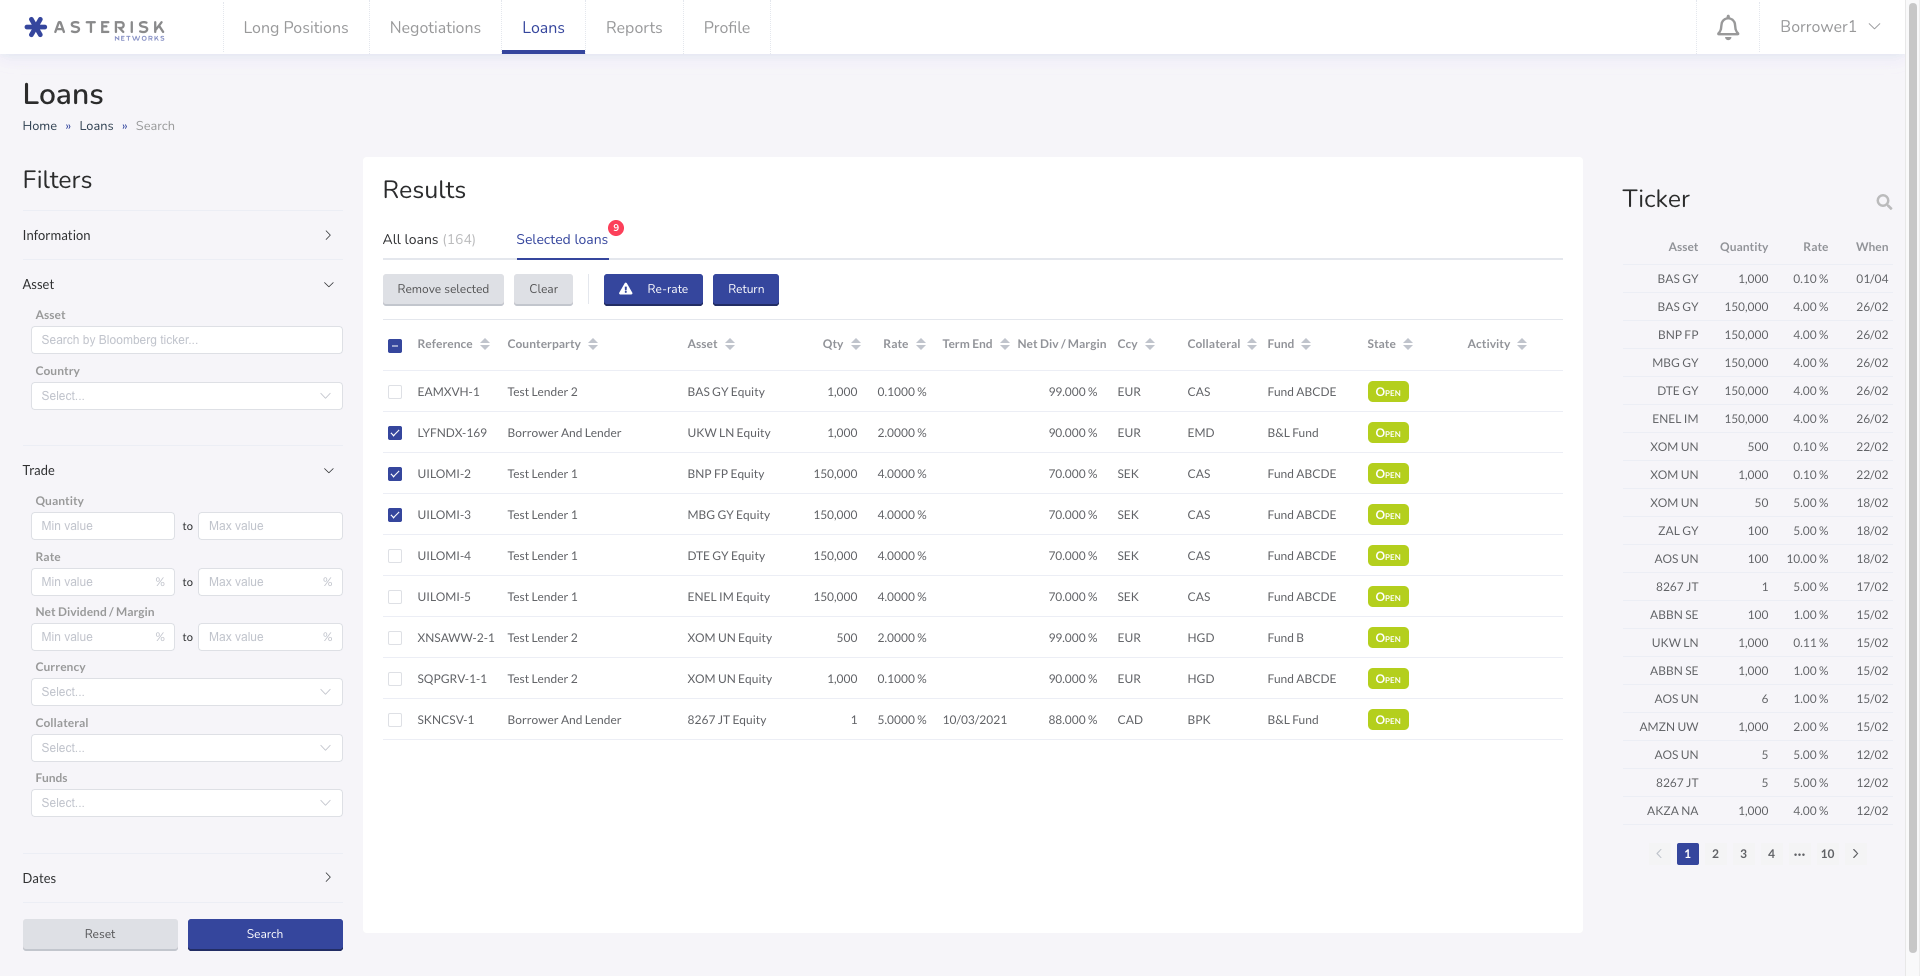 ASTERISK
NETWORKS
Long Positions
Negotiations
Loans
Reports
Profile
Borrower1
Loans
Home » Loans » Search
Filters
Information
Asset
Asset
Search by Bloomberg ticker...
Country
Select...
Trade
Quantity
Min value to Max value
Rate
Min value % to Max value %
Net Dividend / Margin
Min value % to Max value %
Currency
Select...
Collateral
Select...
Funds
Select...
Dates
Reset
Search
Results
All loans (164)
Selected loans 9
Remove selected
Clear
Re-rate
Return
Reference Counterparty Asset Qty Rate Term End Net Div / Margin Ccy Collateral Fund State Activity
EAMXVH-1 Test Lender 2 BAS GY Equity 1,000 0.1000 % 99.000 % EUR CAS Fund ABCDE OPEN
LYFNDX-169 Borrower And Lender UKW LN Equity 1,000 2.0000 % 90.000 % EUR EMD B&L Fund OPEN
UILOMI-2 Test Lender 1 BNP FP Equity 150,000 4.0000 % 70.000 % SEK CAS Fund ABCDE OPEN
UILOMI-3 Test Lender 1 MBG GY Equity 150,000 4.0000 % 70.000 % SEK CAS Fund ABCDE OPEN
UILOMI-4 Test Lender 1 DTE GY Equity 150,000 4.0000 % 70.000 % SEK CAS Fund ABCDE OPEN
UILOMI-5 Test Lender 1 ENEL IM Equity 150,000 4.0000 % 70.000 % SEK CAS Fund ABCDE OPEN
XNSAWW-2-1 Test Lender 2 XOM UN Equity 500 2.0000 % 99.000 % EUR HGD Fund B OPEN
SQPGRV-1-1 Test Lender 2 XOM UN Equity 1,000 0.1000 % 90.000 % EUR HGD Fund ABCDE OPEN
SKNCSV-1 Borrower And Lender 8267 JT Equity 1 5.0000 % 10/03/2021 88.000 % CAD BPK B&L Fund OPEN
Ticker
Asset Quantity Rate When
BAS GY 1,000 0.10 % 01/04
BAS GY 150,000 4.00 % 26/02
BNP FP 150,000 4.00 % 26/02
MBG GY 150,000 4.00 % 26/02
DTE GY 150,000 4.00 % 26/02
ENEL IM 150,000 4.00 % 26/02
XOM UN 500 0.10 % 22/02
XOM UN 1,000 0.10 % 22/02
XOM UN 50 5.00 % 18/02
ZAL GY 100 5.00 % 18/02
AOS UN 100 10.00 % 18/02
8267 JT 1 5.00 % 17/02
ABBN SE 100 1.00 % 15/02
UKW LN 1,000 0.11 % 15/02
ABBN SE 1,000 1.00 % 15/02
AOS UN 6 1.00 % 15/02
AMZN UW 1,000 2.00 % 15/02
AOS UN 5 5.00 % 12/02
8267 JT 5 5.00 % 12/02
AKZA NA 1,000 4.00 % 12/02
1 2 3 4 ··· 10